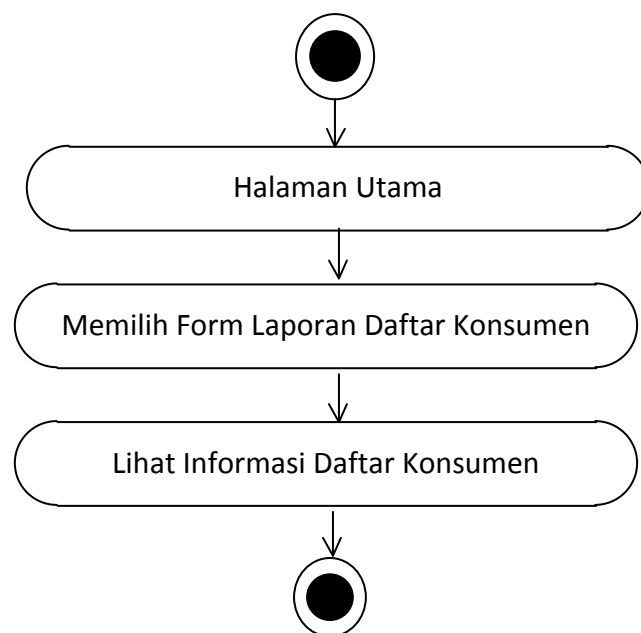 Halaman Utama
Memilih Form Laporan Daftar Konsumen
Lihat Informasi Daftar Konsumen